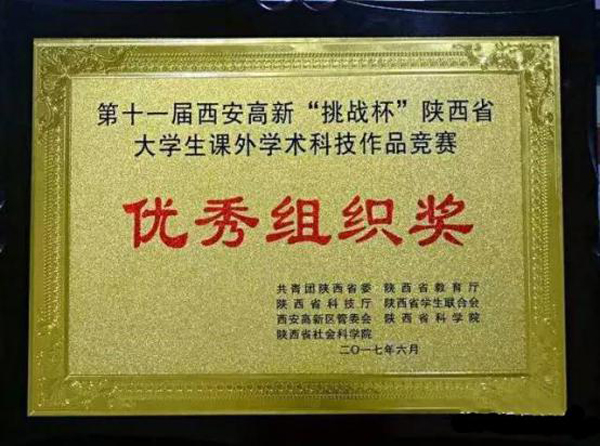 第十一届西安高新“挑战杯”陕西省
大学生课外学术科技作品竞赛
优秀组织奖
共青团陕西省委 陕西省教育厅
陕西省科技厅 陕西省学生联合会
西安高新区管委会 陕西省科学院
陕西省社会科学院
二〇一七年六月